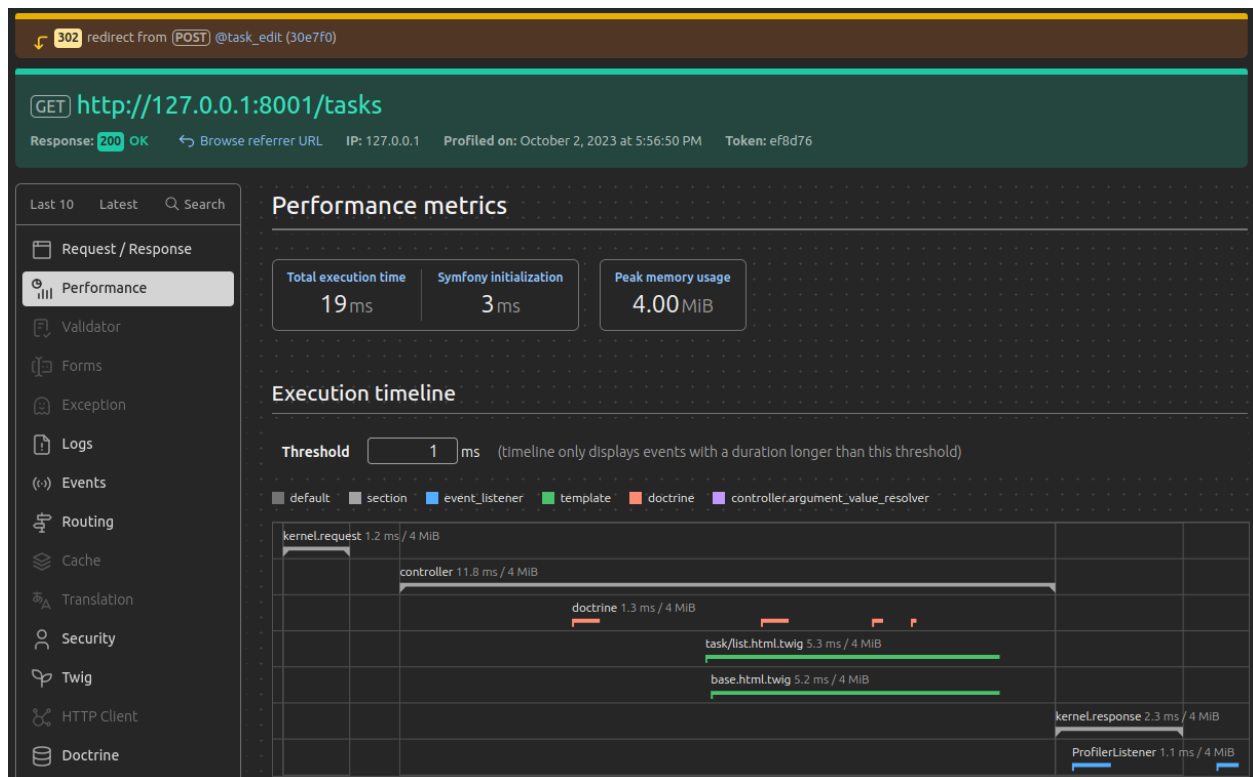 302 redirect from POST @task_edit (30e7f0)
GET http://127.0.0.1:8001/tasks
Response: 200 OK Browse referrer URL IP: 127.0.0.1 Profiled on: October 2, 2023 at 5:56:50 PM Token: ef8d76
Last 10 Latest Search
Request / Response
Performance
Validator
Forms
Exception
Logs
Events
Routing
Cache
Translation
Security
Twig
HTTP Client
Doctrine
Performance metrics
Total execution time Symfony initialization Peak memory usage
19 ms 3 ms 4.00 MiB
Execution timeline
Threshold 1 ms (timeline only displays events with a duration longer than this threshold)
default section event_listener template doctrine controller.argument_value_resolver
kernel.request 1.2 ms / 4 MiB
controller 11.8 ms / 4 MiB
doctrine 1.3 ms / 4 MiB
task/list.html.twig 5.3 ms / 4 MiB
base.html.twig 5.2 ms / 4 MiB
kernel.response 2.3 ms / 4 MiB
ProfilerListener 1.1 ms / 4 MiB